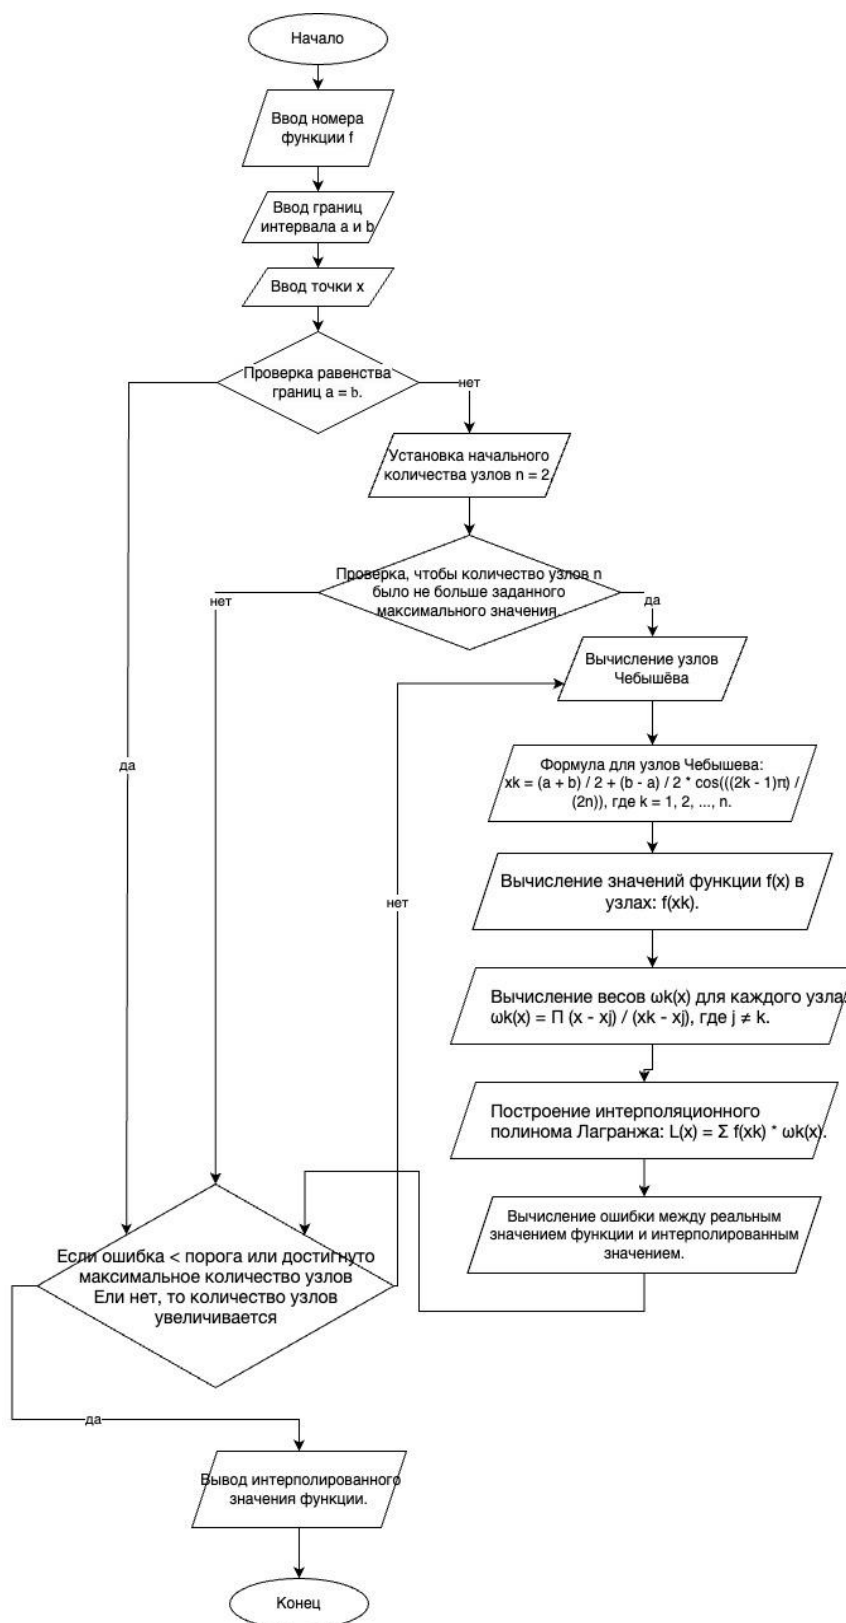 Начало
Ввод номера
функции f
Ввод границ
интервала a и b
Ввод точки x
Проверка равенства
границ a = b.
нет
Установка начального
количества узлов n = 2.
Проверка, чтобы количество узлов n
было не больше заданного
максимального значения.
нет
да
Вычисление узлов
Чебышёва
да
Формула для узлов Чебышева:
xk = (a + b) / 2 + (b - a) / 2 * cos(((2k - 1)π) /
(2n)), где k = 1, 2, ..., n.
Вычисление значений функции f(x) в
узлах: f(xk).
нет
Вычисление весов ωk(x) для каждого узла:
ωk(x) = Π (x - xj) / (xk - xj), где j ≠ k.
Построение интерполяционного
полинома Лагранжа: L(x) = Σ f(xk) * ωk(x).
Вычисление ошибки между реальным
значением функции и интерполированным
значением.
Если ошибка < порога или достигнуто
максимальное количество узлов
Ели нет, то количество узлов
увеличивается
да
Вывод интерполированного
значения функции.
Конец